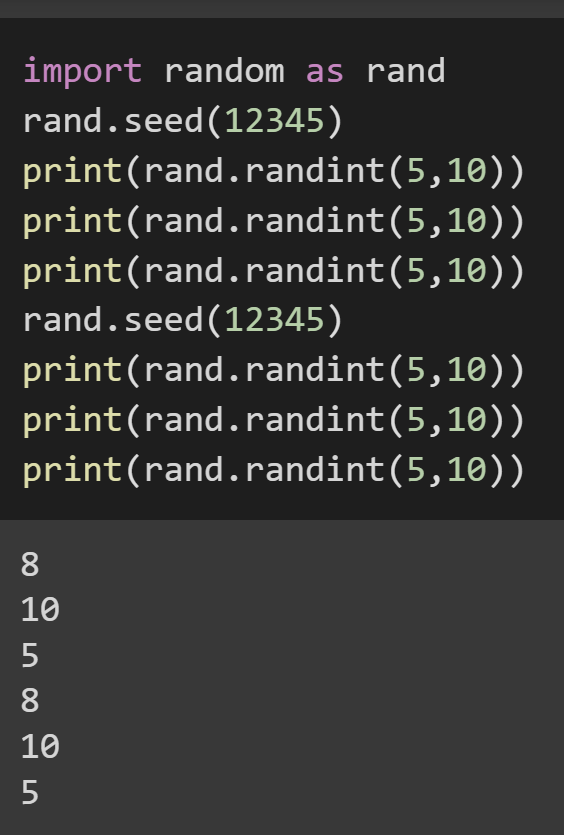 import random as rand
rand.seed(12345)
print(rand.randint(5,10))
print(rand.randint(5,10))
print(rand.randint(5,10))
rand.seed(12345)
print(rand.randint(5,10))
print(rand.randint(5,10))
print(rand.randint(5,10))
8
10
5
8
10
5